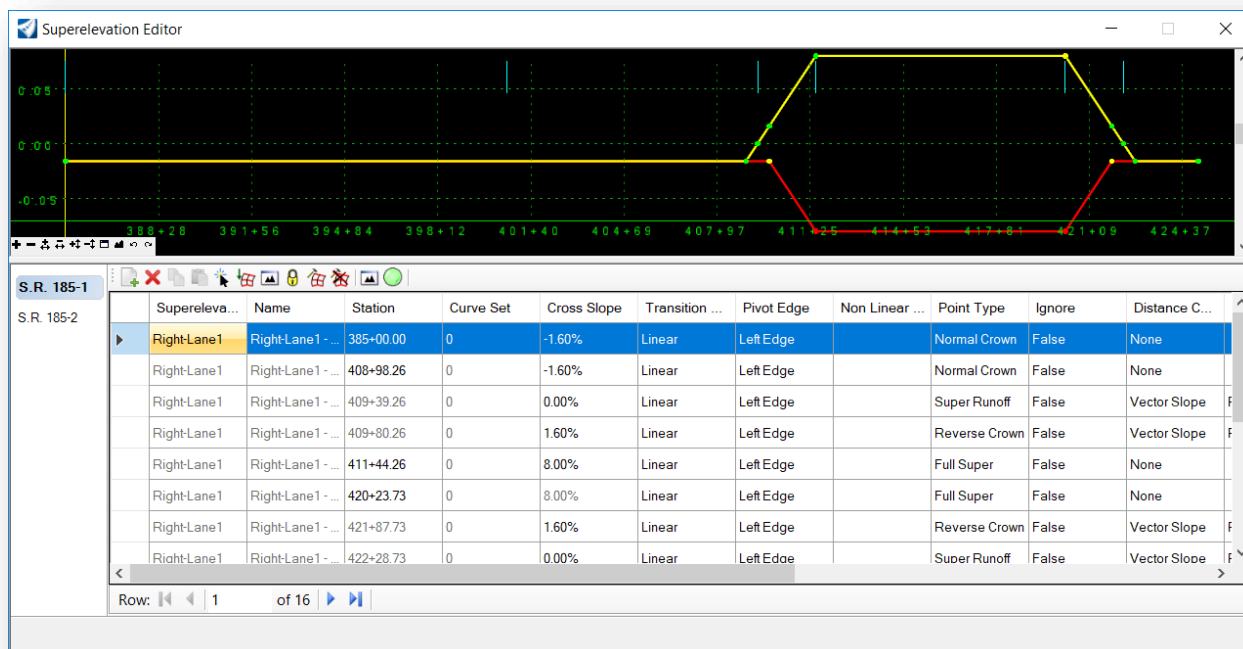 Superelevation Editor
0.05
0.00
-0.05
388+28 391+56 394+84 398+12 401+40 404+69 407+97 411+25 414+53 417+81 421+09 424+37
S.R. 185-1
S.R. 185-2
Supereleva... Name Station Curve Set Cross Slope Transition ... Pivot Edge Non Linear ... Point Type Ignore Distance C...
Right-Lane1 Right-Lane1 - ... 385+00.00 0 -1.60% Linear Left Edge Normal Crown False None
Right-Lane1 Right-Lane1 - ... 408+98.26 0 -1.60% Linear Left Edge Normal Crown False None
Right-Lane1 Right-Lane1 - ... 409+39.26 0 0.00% Linear Left Edge Super Runoff False Vector Slope
Right-Lane1 Right-Lane1 - ... 409+80.26 0 1.60% Linear Left Edge Reverse Crown False Vector Slope
Right-Lane1 Right-Lane1 - ... 411+44.26 0 8.00% Linear Left Edge Full Super False None
Right-Lane1 Right-Lane1 - ... 420+23.73 0 8.00% Linear Left Edge Full Super False None
Right-Lane1 Right-Lane1 - ... 421+87.73 0 1.60% Linear Left Edge Reverse Crown False Vector Slope
Right-Lane1 Right-Lane1 - ... 422+28.73 0 0.00% Linear Left Edge Super Runoff False Vector Slope
Row: 1 of 16